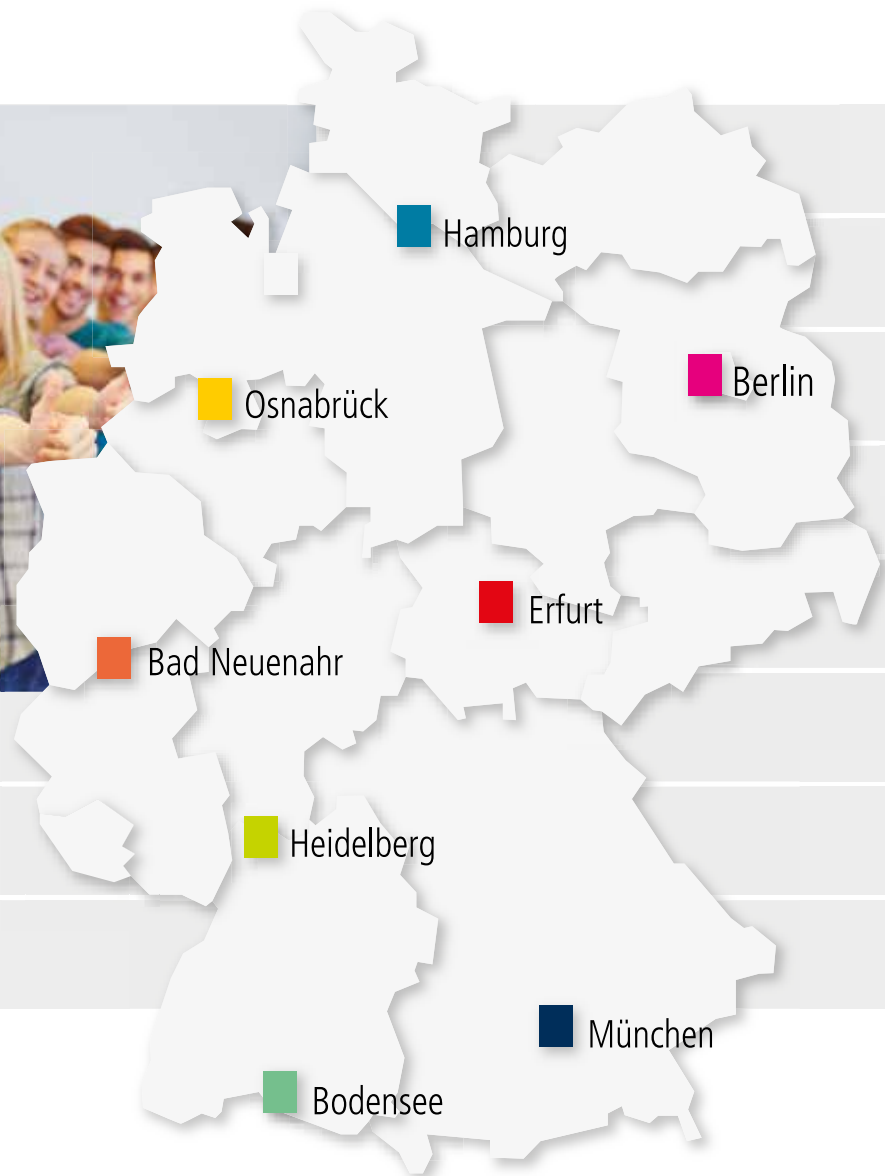 Hamburg
Berlin
Osnabrück
Erfurt
Bad Neuenahr
Heidelberg
München
Bodensee